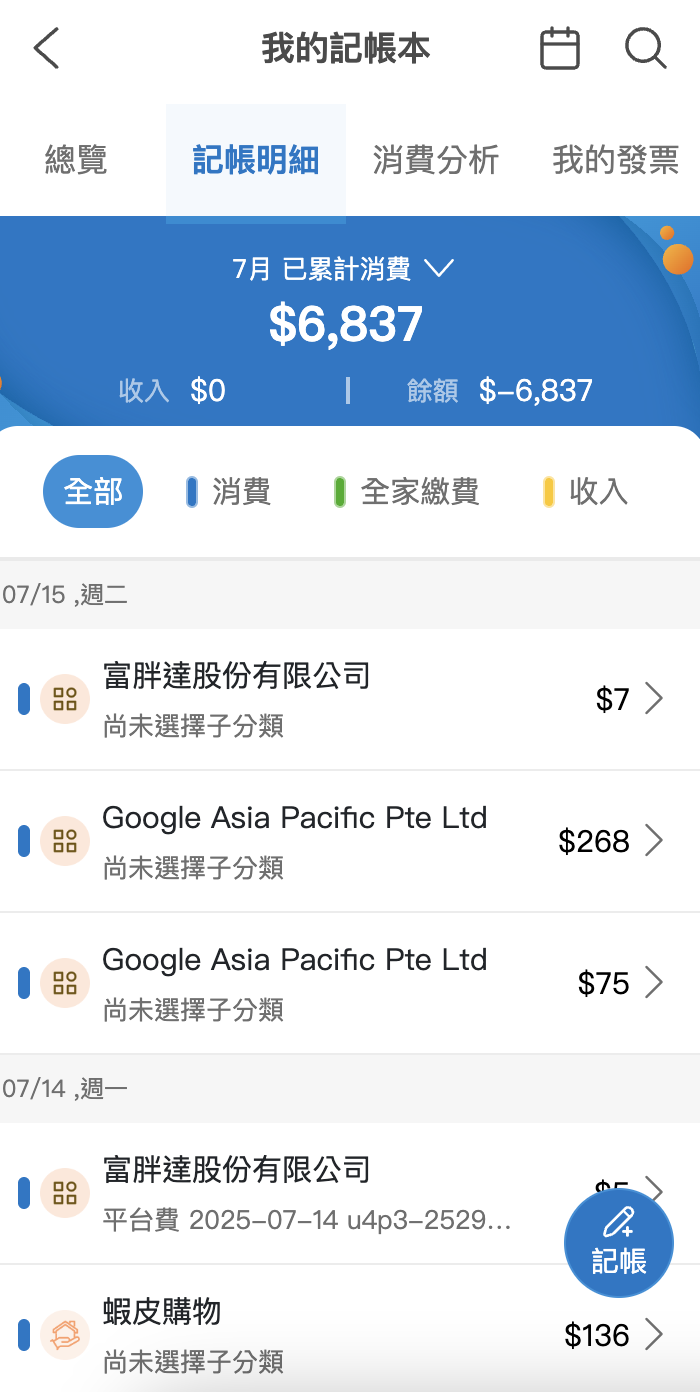 我的記帳本
總覽 記帳明細 消費分析 我的發票
7月 已累計消費
$6,837
收入 $0 | 餘額 $-6,837
全部 消費 全家繳費 收入
07/15 ,週二
富胖達股份有限公司
$7
尚未選擇子分類
Google Asia Pacific Pte Ltd
$268
尚未選擇子分類
Google Asia Pacific Pte Ltd
$75
尚未選擇子分類
07/14 ,週一
富胖達股份有限公司
平台費 2025-07-14 u4p3-2529...
記帳
蝦皮購物
$136
尚未選擇子分類